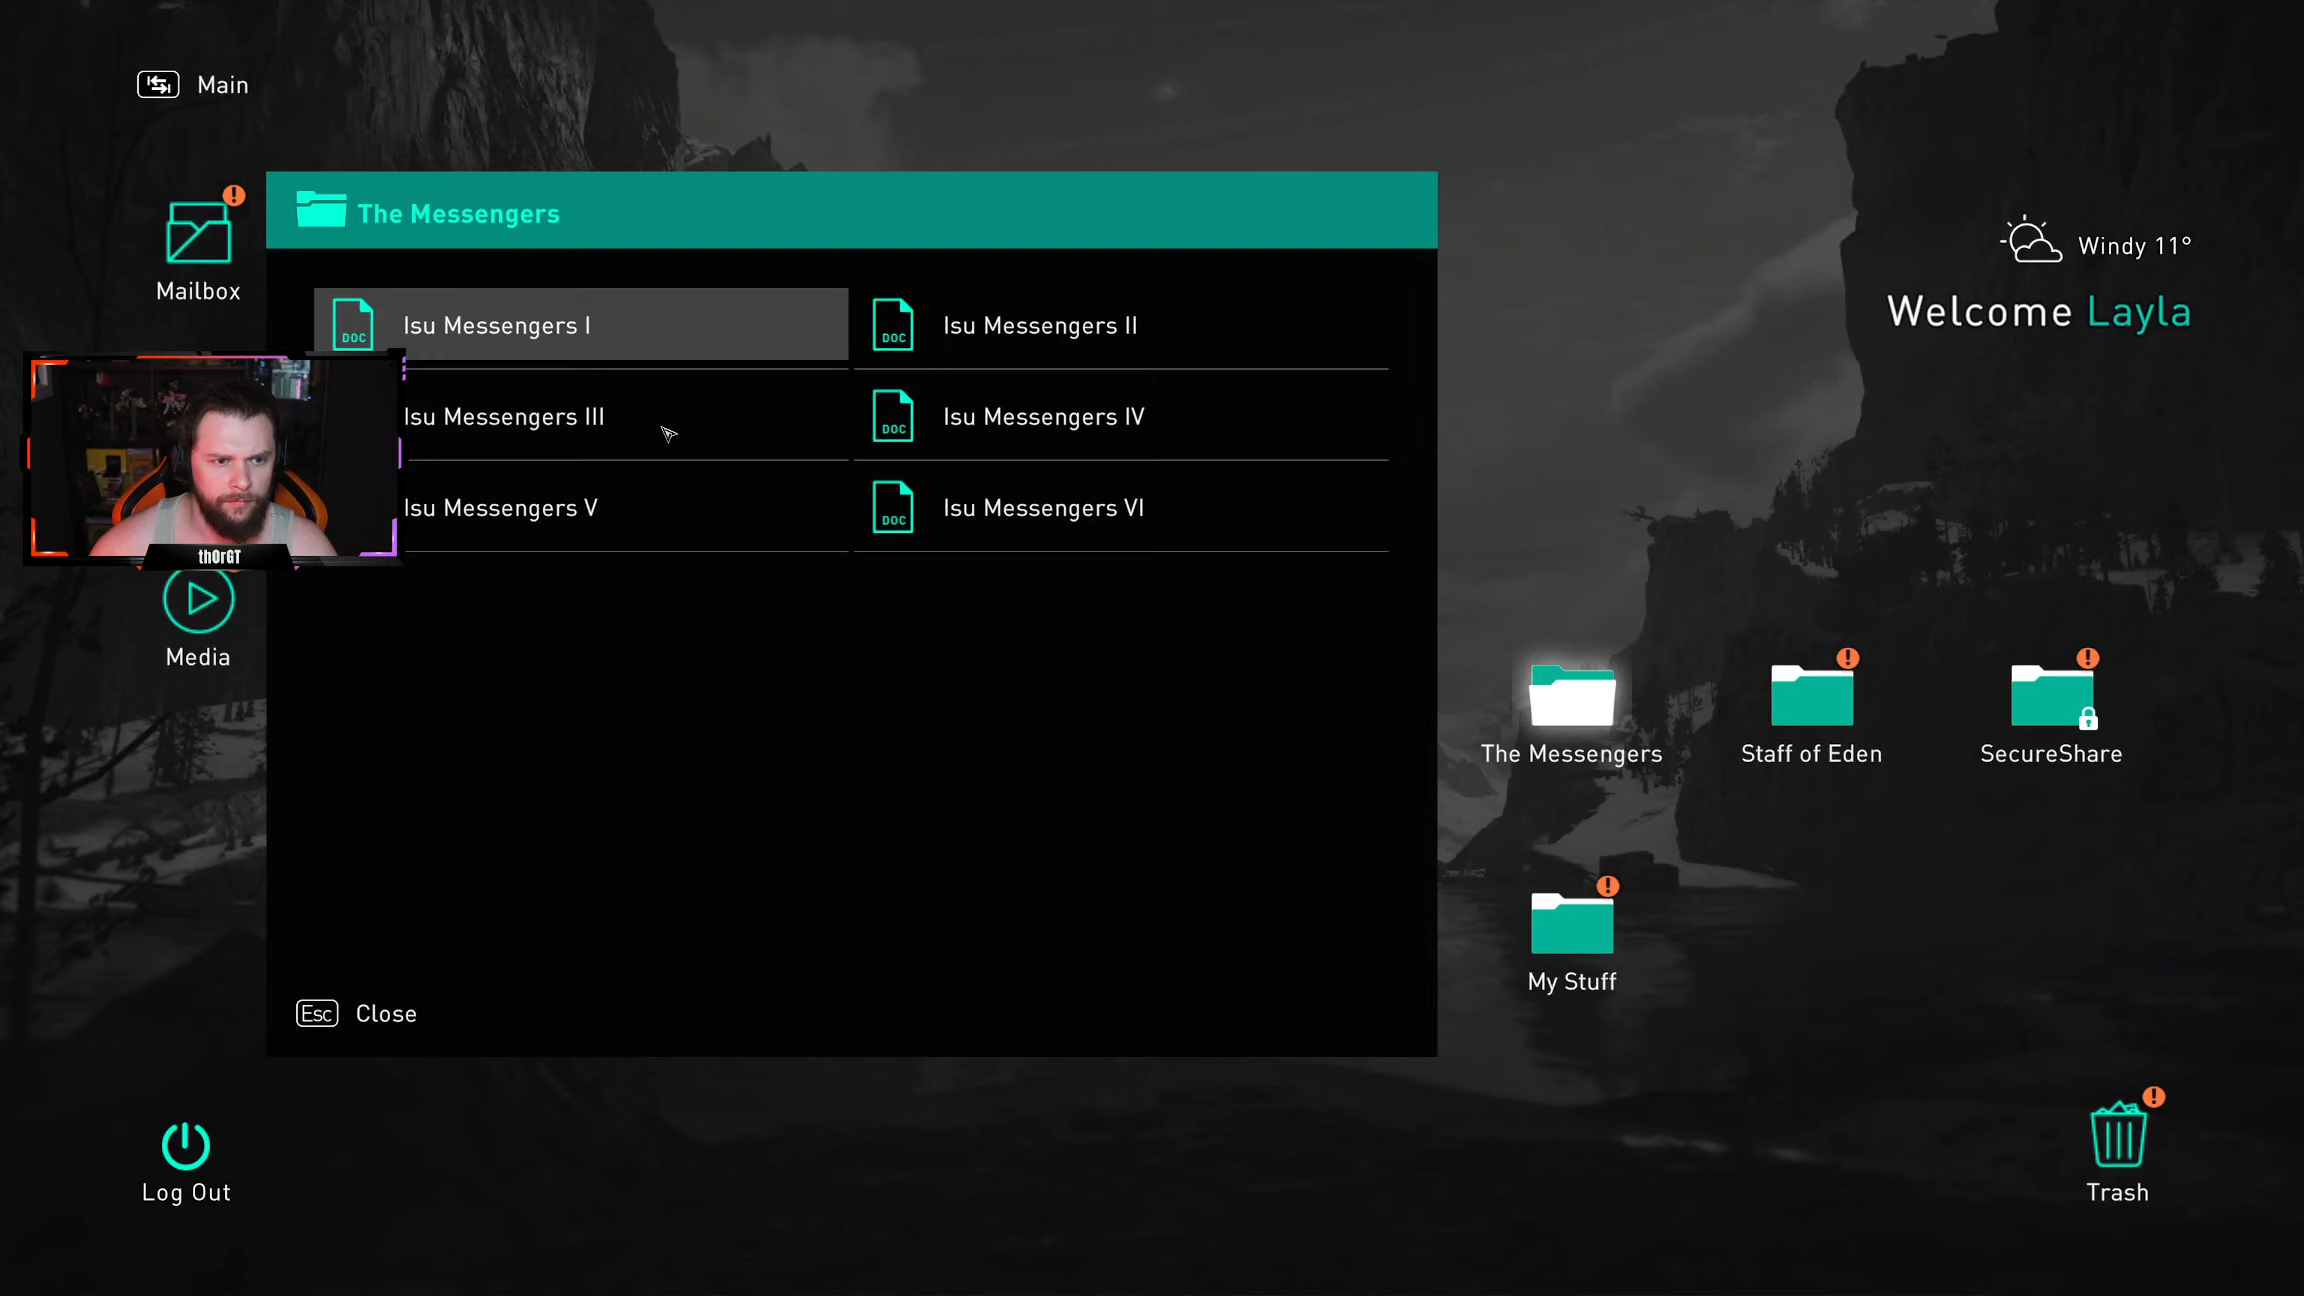 Main
The Messengers
Mailbox
Isu Messengers I
DOC
Isu Messengers II
DOC
Isu Messengers III
Isu Messengers IV
DOC
Isu Messengers V
Isu Messengers VI
DOC
th0rGT
Media
Windy 11°
Welcome Layla
The Messengers
Staff of Eden
SecureShare
My Stuff
Esc Close
Log Out
Trash